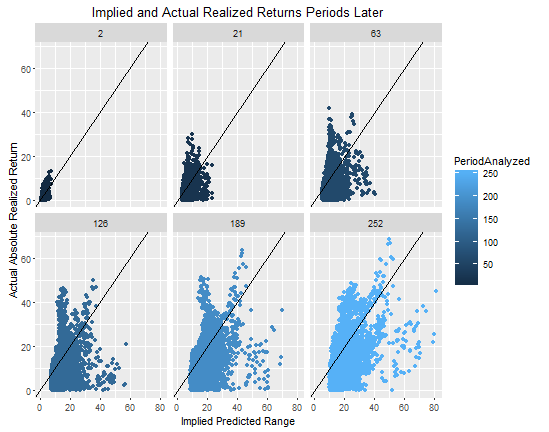 Implied and Actual Realized Returns Periods Later
2 21 63
60
40
20
0
126 189 252
60
40
20
0
0 20 40 60 80 0 20 40 60 80 0 20 40 60 80
Implied Predicted Range
Actual Absolute Realized Return
PeriodAnalyzed
250
200
150
100
50